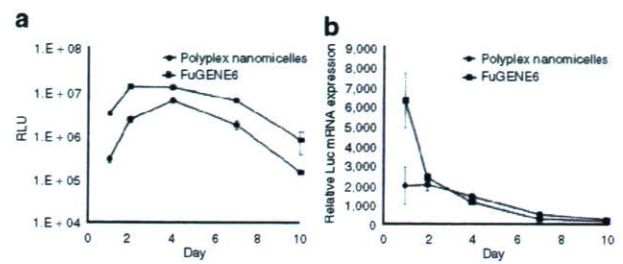 a
1.E + 08
1.E + 07
1.E + 06
1.E + 05
1.E + 04
RLU
Polyplex nanomicelles
FuGENE6
0 2 4 6 8 10
Day
b
9,000
8,000
7,000
6,000
5,000
4,000
3,000
2,000
1,000
0
Relative Luc mRNA expression
Polyplex nanomicelles
FuGENE6
0 2 4 6 8 10
Day